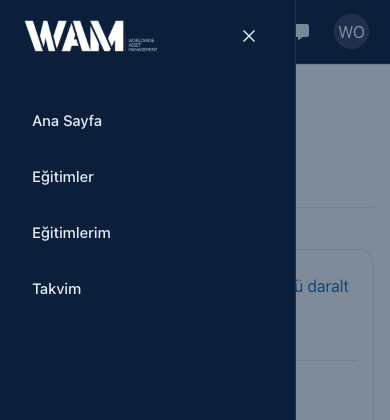 WAM
WORLDWIDE
ASSET
MANAGEMENT
WO
Ana Sayfa
Eğitimler
Eğitimlerim
Takvim
ü daralt